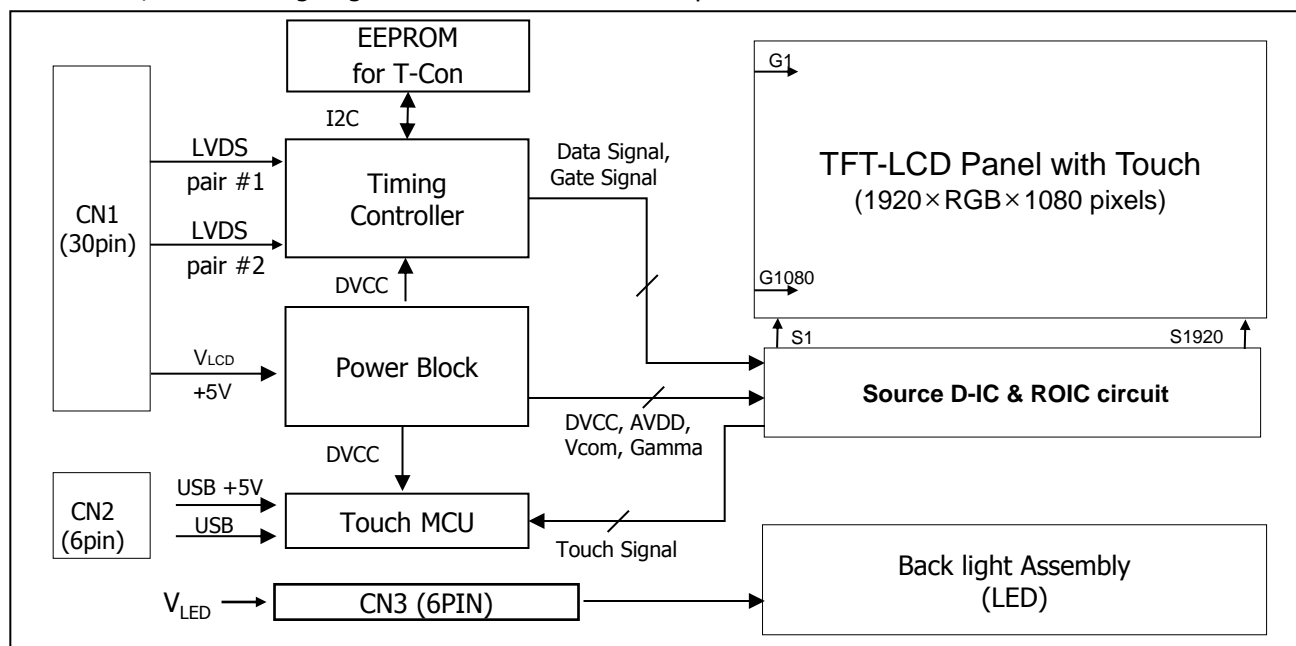 EEPROM
for T-Con
I2C
CN1
(30pin)
LVDS
pair #1
LVDS
pair #2
Timing
Controller
Data Signal,
Gate Signal
DVCC
VLCD
+5V
Power Block
DVCC, AVDD,
Vcom, Gamma
DVCC
G1
TFT-LCD Panel with Touch
(1920×RGB×1080 pixels)
G1080
S1
S1920
Source D-IC & ROIC circuit
CN2
(6pin)
USB +5V
USB
Touch MCU
Touch Signal
VLED
CN3 (6PIN)
Back light Assembly
(LED)